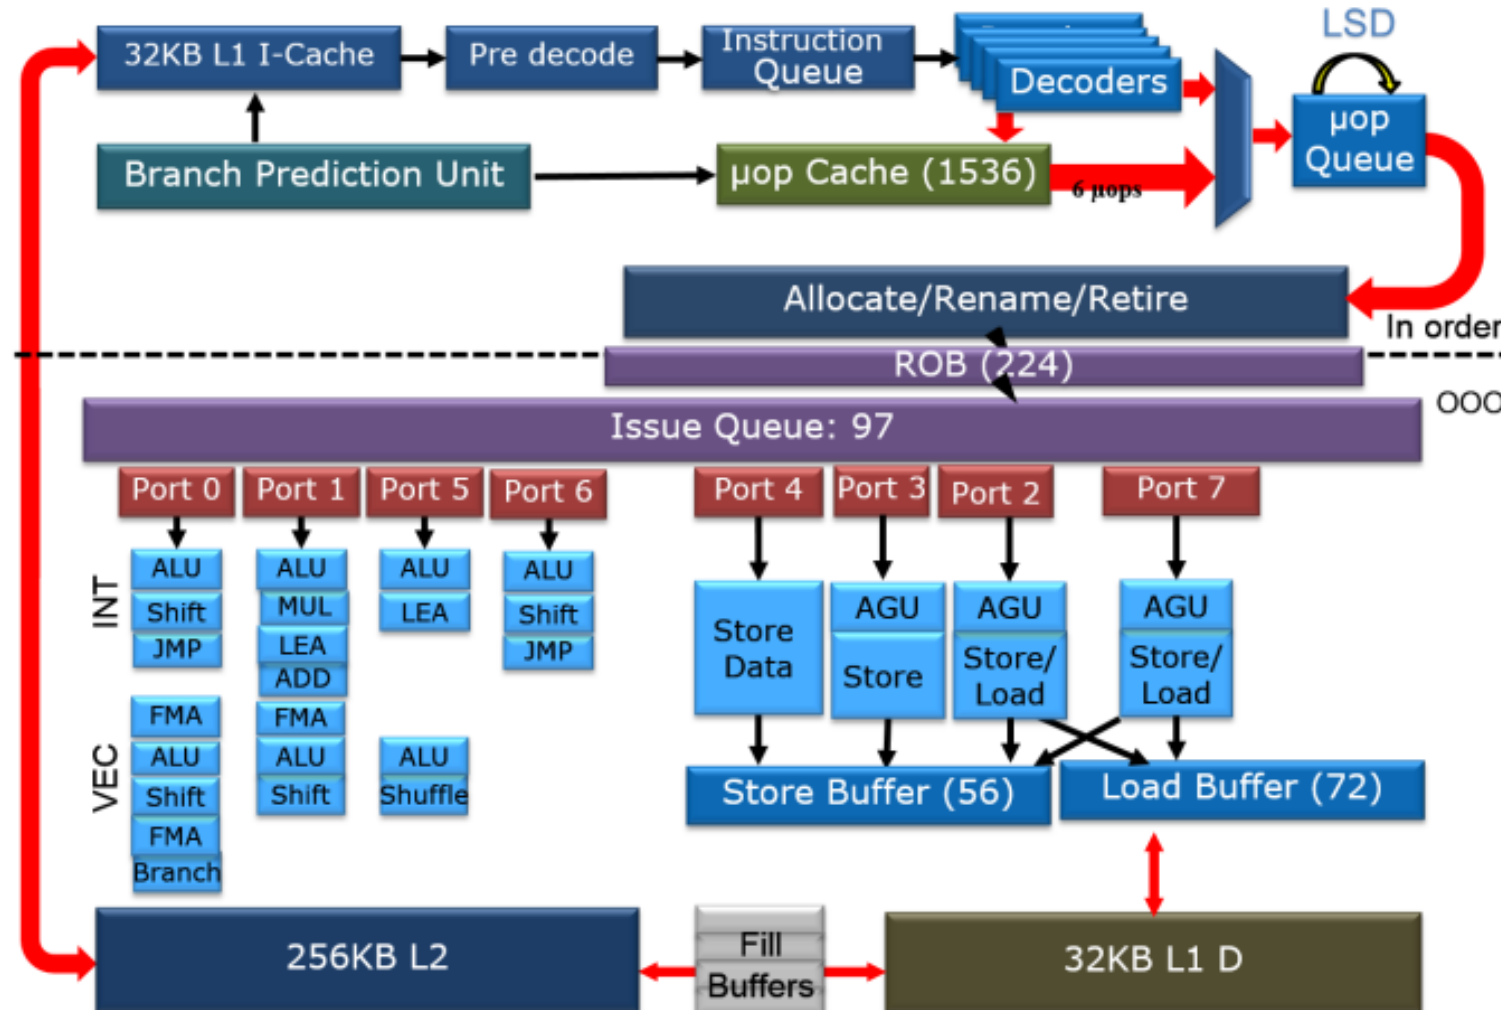 LSD
32KB L1 I-Cache
Pre decode
Instruction
Queue
Decoders
µop
Queue
Branch Prediction Unit
µop Cache (1536)
6 µops
Allocate/Rename/Retire
In order
ROB (224)
OOO
Issue Queue: 97
Port 0
Port 1
Port 5
Port 6
Port 4
Port 3
Port 2
Port 7
INT
ALU
Shift
JMP
ALU
MUL
LEA
ADD
ALU
LEA
ALU
Shift
JMP
Store
Data
AGU
Store
AGU
Store/
Load
AGU
Store/
Load
VEC
FMA
ALU
Shift
FMA
Branch
FMA
ALU
Shift
ALU
Shuffle
Store Buffer (56)
Load Buffer (72)
256KB L2
Fill
Buffers
32KB L1 D